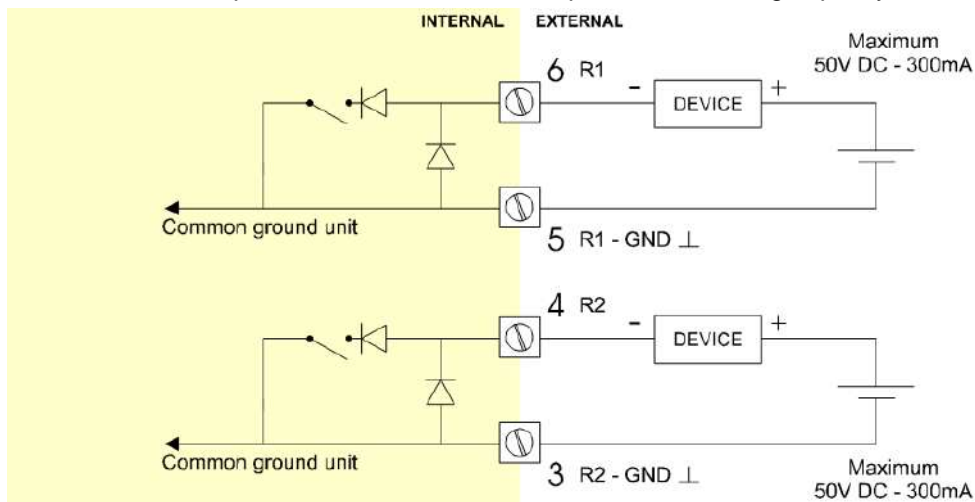 INTERNAL EXTERNAL
Maximum
50V DC - 300mA
6 R1
- DEVICE +
Common ground unit
5 R1 - GND ⊥
4 R2
- DEVICE +
Common ground unit
3 R2 - GND ⊥
Maximum
50V DC - 300mA